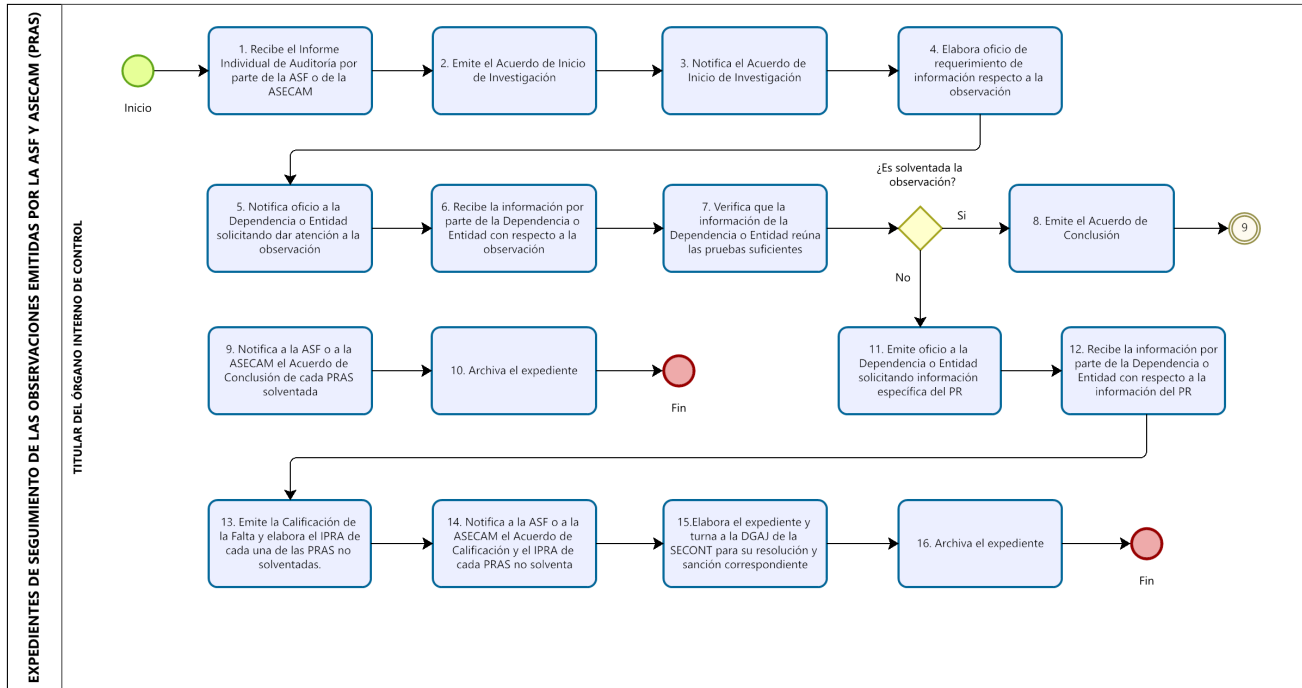 EXPEDIENTES DE SEGUIMIENTO DE LAS OBSERVACIONES EMITIDAS POR LA ASF Y ASECAM (PRAS)
TITULAR DEL ÓRGANO INTERNO DE CONTROL
Inicio
1. Recibe el Informe
Individual de Auditoría por
parte de la ASF o de la
ASECAM
2. Emite el Acuerdo de Inicio
de Investigación
3. Notifica el Acuerdo de
Inicio de Investigación
4. Elabora oficio de
requerimiento de
información respecto a la
observación
5. Notifica oficio a la
Dependencia o Entidad
solicitando dar atención a la
observación
6. Recibe la información por
parte de la Dependencia o
Entidad con respecto a la
observación
7. Verifica que la
información de la
Dependencia o Entidad reúna
las pruebas suficientes
¿Es solventada la
observación?
Si
No
8. Emite el Acuerdo de
Conclusión
9
9. Notifica a la ASF o a la
ASECAM el Acuerdo de
Conclusión de cada PRAS
solventada
10. Archiva el expediente
Fin
11. Emite oficio a la
Dependencia o Entidad
solicitando información
específica del PR
12. Recibe la información por
parte de la Dependencia o
Entidad con respecto a la
información del PR
13. Emite la Calificación de
la Falta y elabora el IPRA de
cada una de las PRAS no
solventadas.
14. Notifica a la ASF o a la
ASECAM el Acuerdo de
Calificación y el IPRA de
cada PRAS no solventa
15.Elabora el expediente y
turna a la DGAJ de la
SECONT para su resolución y
sanción correspondiente
16. Archiva el expediente
Fin